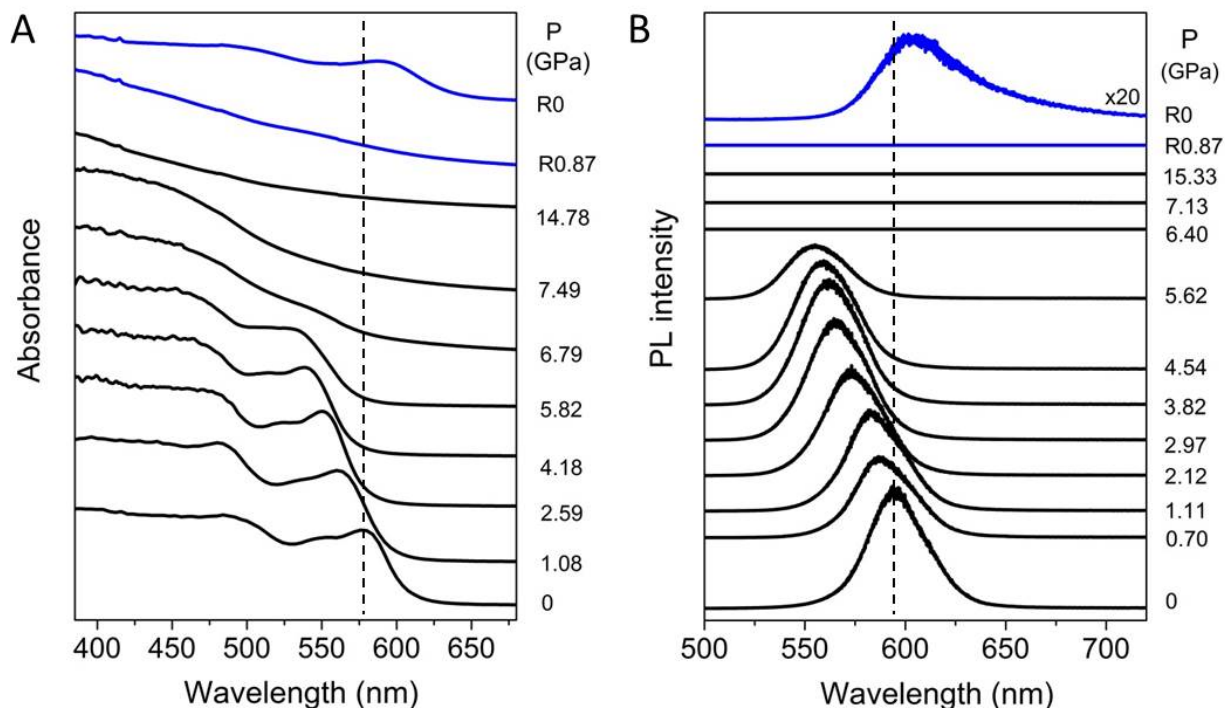 A
P
(GPa)
R0
R0.87
14.78
7.49
6.79
5.82
4.18
2.59
1.08
0
Absorbance
400 450 500 550 600 650
Wavelength (nm)
B
P
(GPa)
x20
R0
R0.87
15.33
7.13
6.40
5.62
4.54
3.82
2.97
2.12
1.11
0.70
0
PL intensity
500 550 600 650 700
Wavelength (nm)